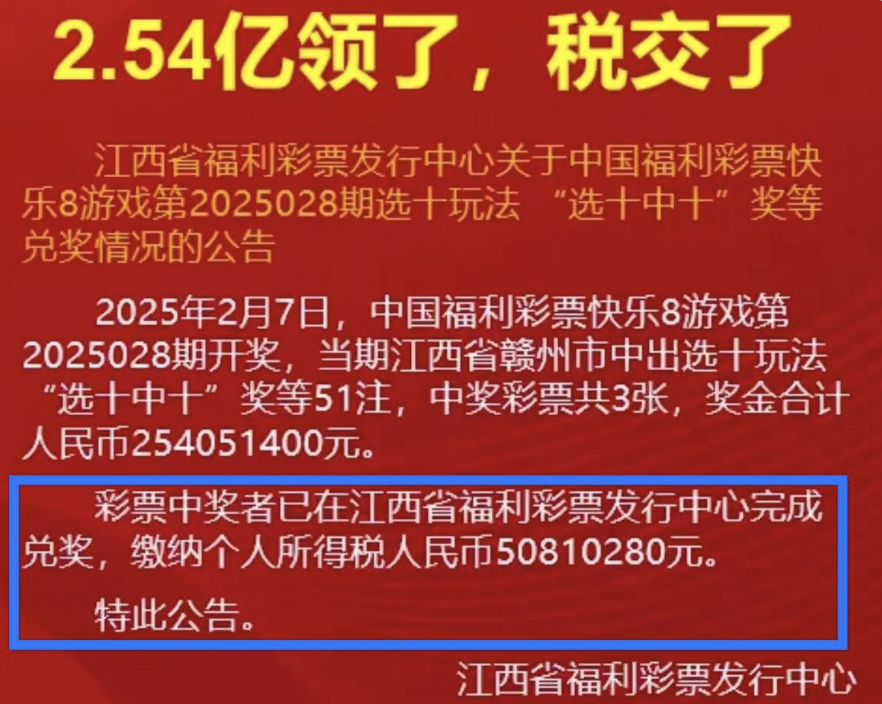 2.54亿领了，税交了
江西省福利彩票发行中心关于中国福利彩票快
乐8游戏第2025028期选十玩法 “选十中十”奖等
兑奖情况的公告
2025年2月7日，中国福利彩票快乐8游戏第
2025028期开奖，当期江西省赣州市中出选十玩法
“选十中十”奖等51注，中奖彩票共3张，奖金合计
人民币254051400元。
彩票中奖者已在江西省福利彩票发行中心完成
兑奖，缴纳个人所得税人民币50810280元。
特此公告。
江西省福利彩票发行中心